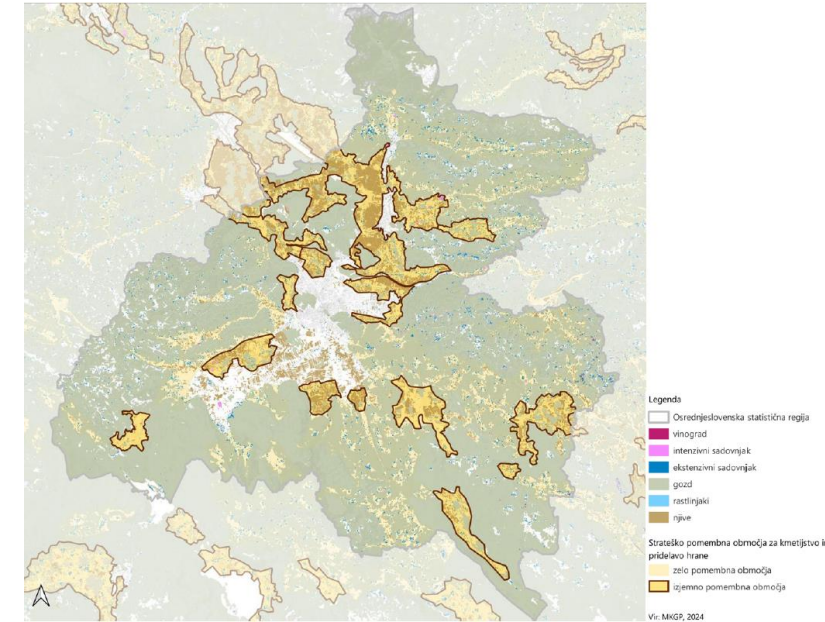 Legenda
Osrednjeslovenska statistična regija
vinograd
intenzivni sadovnjak
ekstenzivni sadovnjak
gozd
rastlinjaki
njive
Strateško pomembna območja za kmetijstvo i
pridelavo hrane
zelo pomembna območja
izjemno pomembna območja
Vir: MKGP, 2024